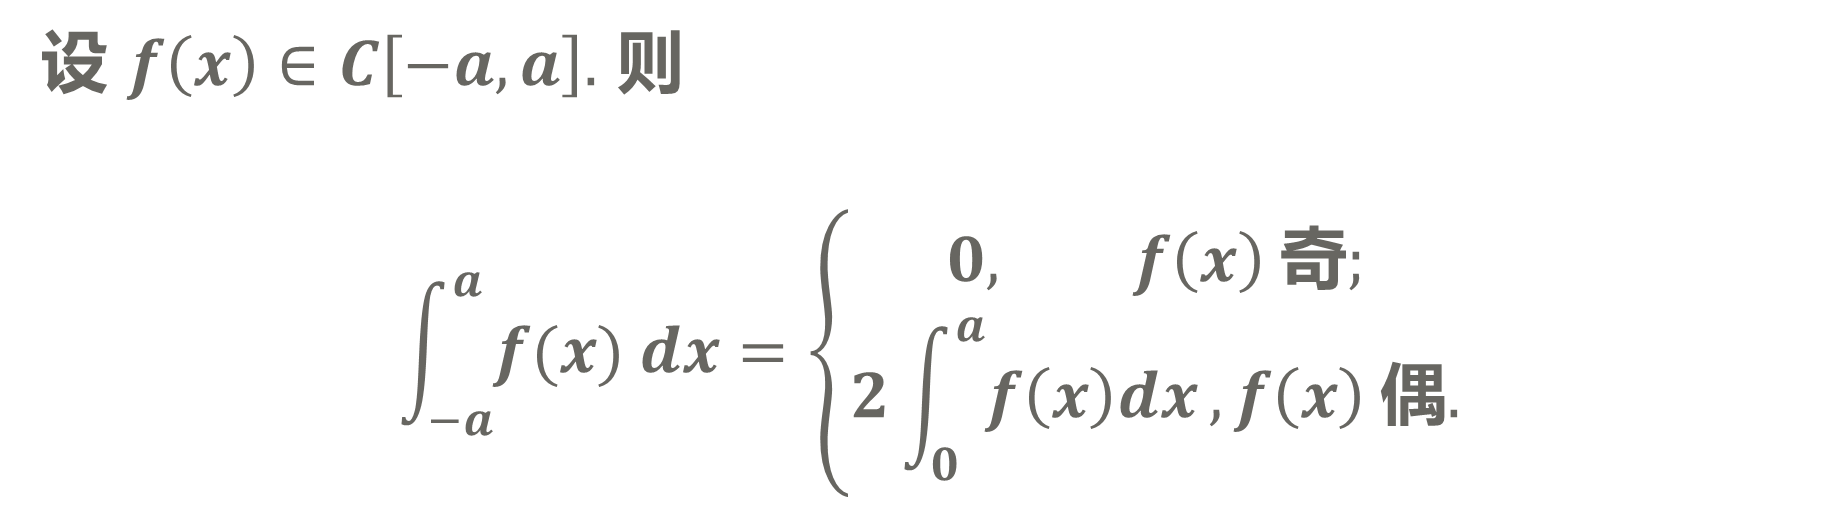 设 f(x) ∈ C[−a, a]. 则
∫_{−a}^{a} f(x) dx = { 0, f(x) 奇;
2 ∫_{0}^{a} f(x)dx , f(x) 偶.